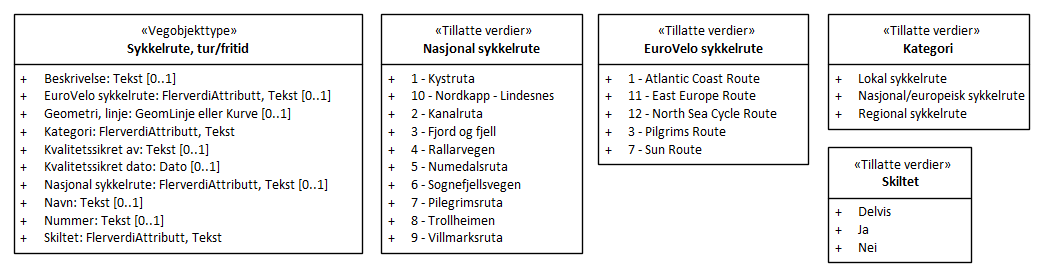 «Vegobjekttype»
Sykkelrute, tur/fritid
+ Beskrivelse: Tekst [0..1]
+ EuroVelo sykkelrute: FlerverdiAttributt, Tekst [0..1]
+ Geometri, linje: GeomLinje eller Kurve [0..1]
+ Kategori: FlerverdiAttributt, Tekst
+ Kvalitetssikret av: Tekst [0..1]
+ Kvalitetssikret dato: Dato [0..1]
+ Nasjonal sykkelrute: FlerverdiAttributt, Tekst [0..1]
+ Navn: Tekst [0..1]
+ Nummer: Tekst [0..1]
+ Skiltet: FlerverdiAttributt, Tekst
«Tillatte verdier»
Nasjonal sykkelrute
+ 1 - Kystruta
+ 10 - Nordkapp - Lindesnes
+ 2 - Kanalruta
+ 3 - Fjord og fjell
+ 4 - Rallarvegen
+ 5 - Numedalsruta
+ 6 - Sognefjellsvegen
+ 7 - Pilegrimsruta
+ 8 - Trollheimen
+ 9 - Villmarksruta
«Tillatte verdier»
EuroVelo sykkelrute
+ 1 - Atlantic Coast Route
+ 11 - East Europe Route
+ 12 - North Sea Cycle Route
+ 3 - Pilgrims Route
+ 7 - Sun Route
«Tillatte verdier»
Kategori
+ Lokal sykkelrute
+ Nasjonal/europeisk sykkelrute
+ Regional sykkelrute
«Tillatte verdier»
Skiltet
+ Delvis
+ Ja
+ Nei